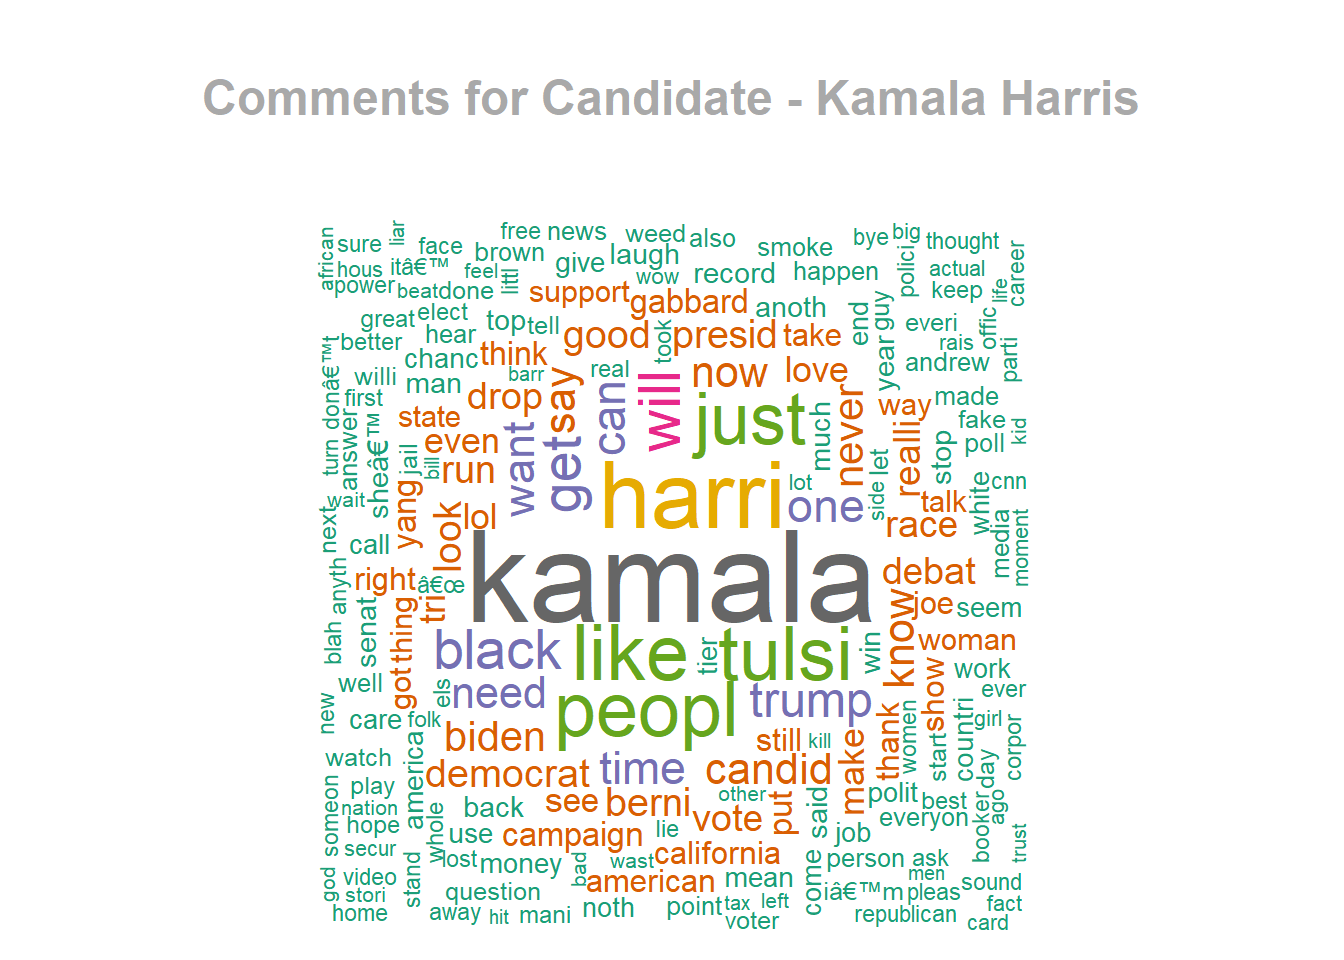 Comments for Candidate - Kamala Harris
african
sure
liar
face
free
news
weed
also
smoke
bye
big
thought
hous
itâ€™
feel
brown
give
laugh
wow
record
happen
polici
actual
career
power
beat
done
littl
support
gabbard
anoth
end
guy
keep
life
great
elect
top
tell
good
took
presid
take
everi
offic
better
hear
chanc
think
barr
real
now
love
year
rais
parti
andrew
willi
man
drop
say
can
will
just
never
way
made
first
turn
donâ€™t
answer
sheâ€™
state
even
want
get
much
realli
stop
fake
poll
kid
jail
bill
run
harri
lot
one
side
let
talk
white
cnn
wait
next
yang
look
lol
race
media
moment
call
kamala
debat
right
â€œ
anyth
blah
senat
thing
tri
joe
seem
know
woman
black
like
tier
tulsi
win
work
well
got
els
need
peopl
trump
show
ever
new
care
folk
thank
women
start
countri
girl
biden
still
kill
make
watch
america
democrat
time
candid
day
corpor
someon
play
nation
back
see
berni
other
vote
put
said
polit
best
booker
ago
hope
whole
use
campaign
lie
job
everyon
trust
secur
lost
money
bad
wast
california
person
ask
god
video
stand
american
mean
come
men
sound
stori
question
iâ€™m
pleas
fact
home
away
hit
mani
noth
point
tax
left
voter
republican
card